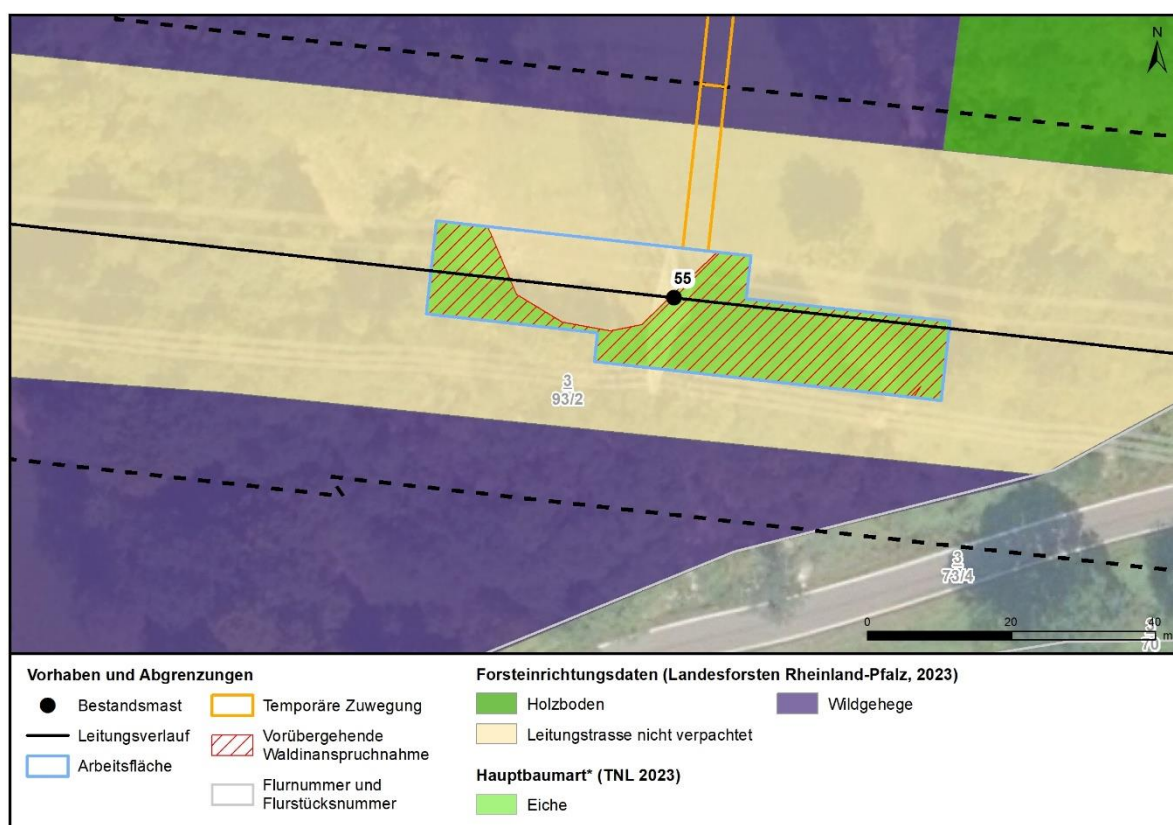 N
55
3
93/2
3
73/4
0 20 40
m
70
Vorhaben und Abgrenzungen
Bestandsmast
Leitungsverlauf
Arbeitsfläche
Temporäre Zuwegung
Vorübergehende
Waldinanspruchnahme
Flurnummer und
Flurstücksnummer
Forsteinrichtungsdaten (Landesforsten Rheinland-Pfalz, 2023)
Holzboden
Leitungstrasse nicht verpachtet
Wildgehege
Hauptbaumart* (TNL 2023)
Eiche